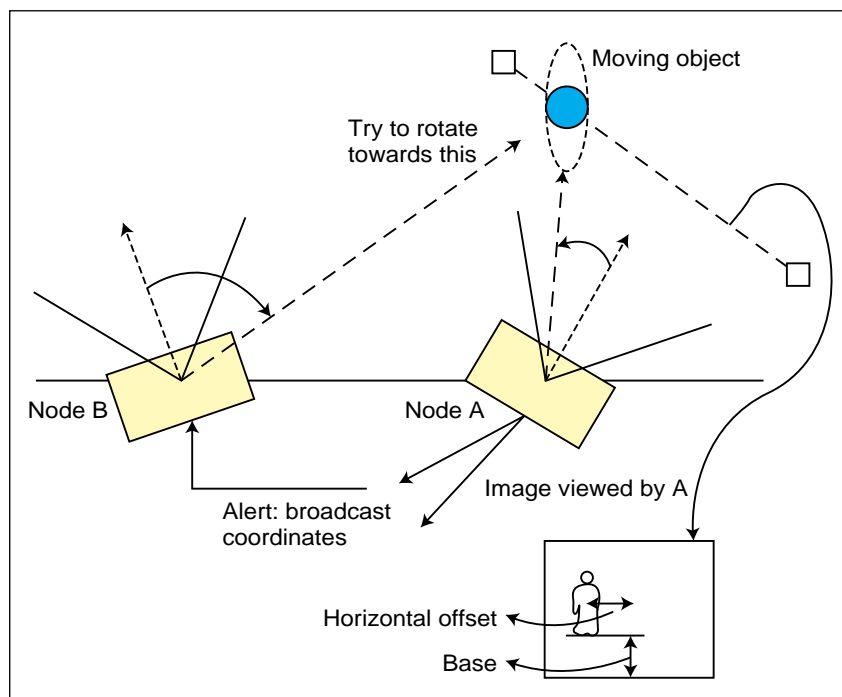 Moving object
Try to rotate
towards this
Node B
Node A
Alert: broadcast
coordinates
Image viewed by A
Horizontal offset
Base